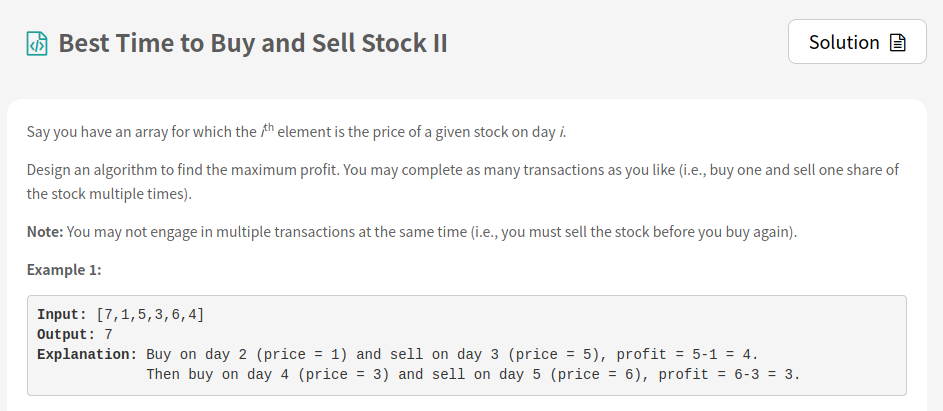 Best Time to Buy and Sell Stock II
Solution
Say you have an array for which the ith element is the price of a given stock on day i.
Design an algorithm to find the maximum profit. You may complete as many transactions as you like (i.e., buy one and sell one share of
the stock multiple times).
Note: You may not engage in multiple transactions at the same time (i.e., you must sell the stock before you buy again).
Example 1:
Input: [7,1,5,3,6,4]
Output: 7
Explanation: Buy on day 2 (price = 1) and sell on day 3 (price = 5), profit = 5-1 = 4.
Then buy on day 4 (price = 3) and sell on day 5 (price = 6), profit = 6-3 = 3.